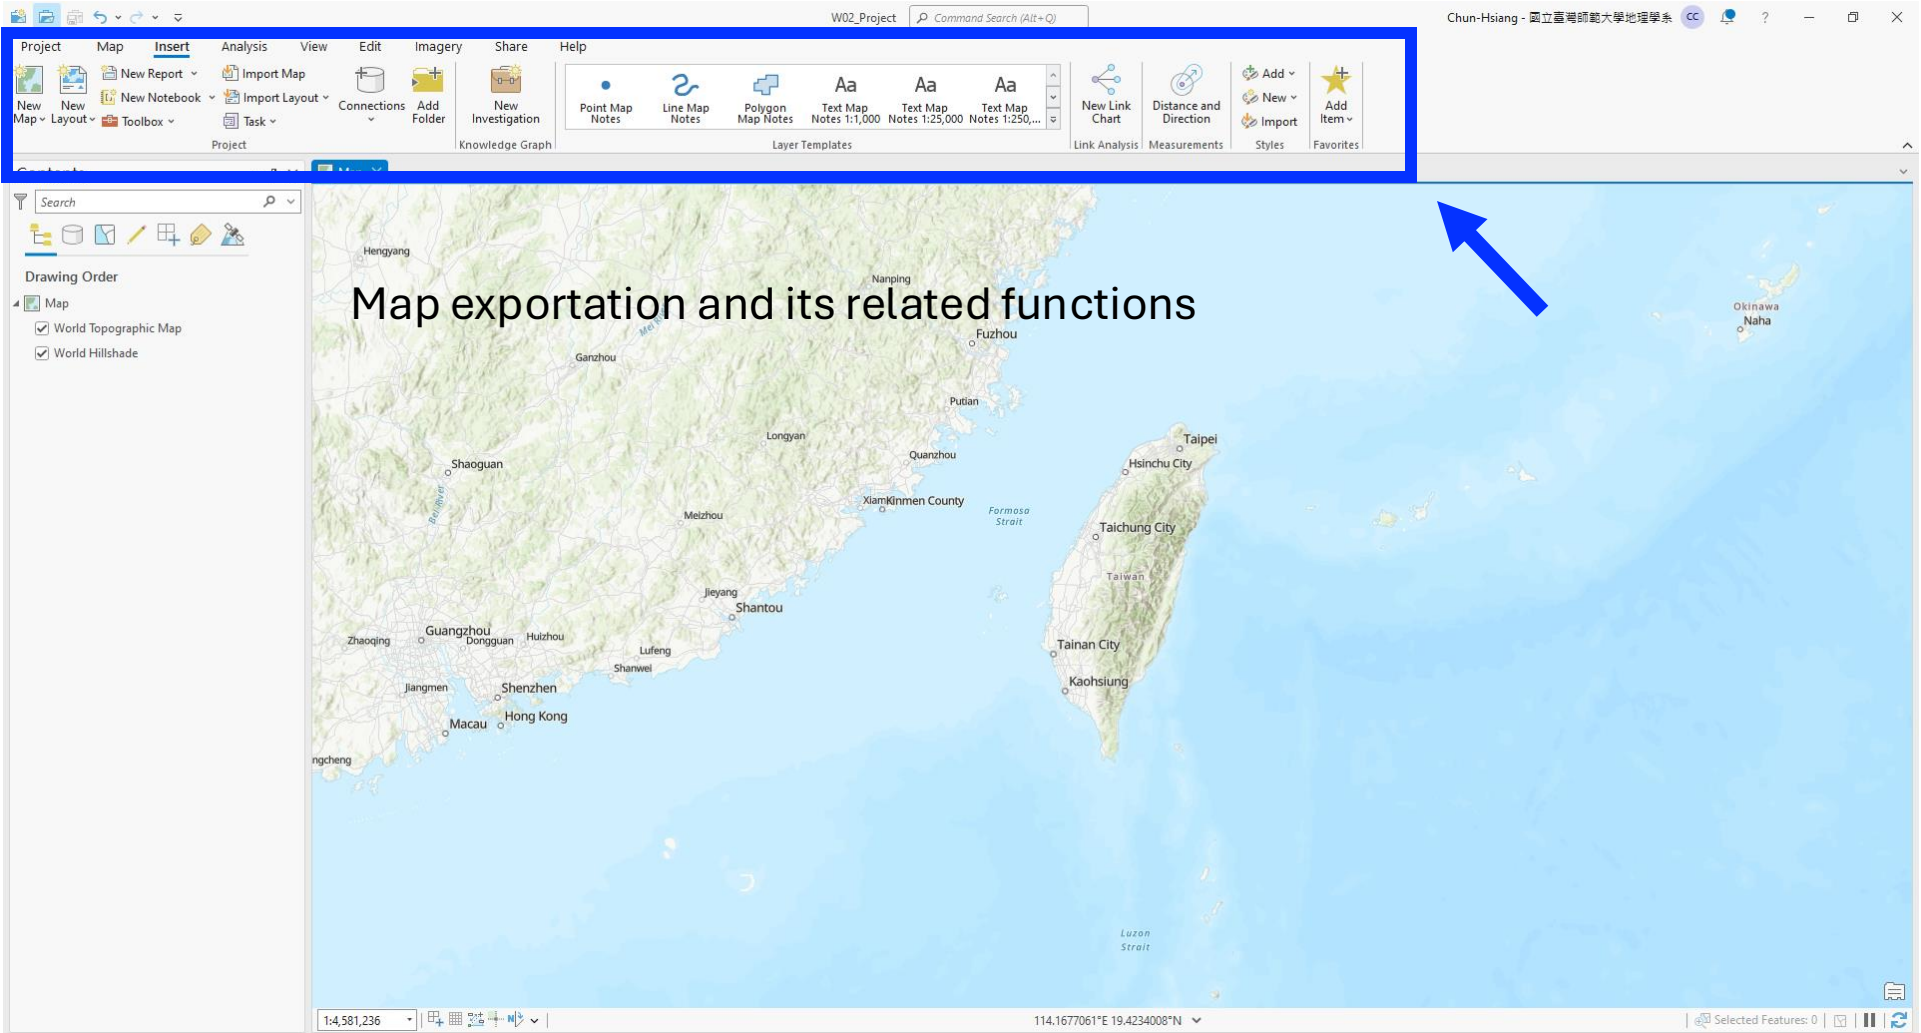 W02_Project
Command Search (Alt+Q)
Chun-Hsiang - 國立臺灣師範大學地理學系
CC
?
Project Map Insert Analysis View Edit Imagery Share Help
New Map
New Layout
New Report
New Notebook
Toolbox
Import Map
Import Layout
Task
Connections
Add Folder
Project
New Investigation
Knowledge Graph
Point Map Notes
Line Map Notes
Polygon Map Notes
Aa
Text Map Notes 1:1,000
Aa
Text Map Notes 1:25,000
Aa
Text Map Notes 1:250,...
Layer Templates
New Link Chart
Link Analysis
Distance and Direction
Measurements
Add
New
Import
Styles
Add Item
Favorites
Search
Drawing Order
Map
World Topographic Map
World Hillshade
Map exportation and its related functions
Hengyang
Nanping
Fuzhou
Ganzhou
Okinawa
Naha
Putian
Longyan
Taipei
Quanzhou
Hsinchu City
Shaoguan
Bei River
Xiam
Kinmen County
Formosa Strait
Meizhou
Taichung City
Taiwan
Jieyang
Shantou
Zhaoqing
Guangzhou
Dongguan
Huizhou
Tainan City
Lufeng
Shanwei
Jiangmen
Shenzhen
Kaohsiung
Macau
Hong Kong
ngcheng
Luzon Strait
1:4,581,236
114.1677061°E 19.4234008°N
Selected Features: 0